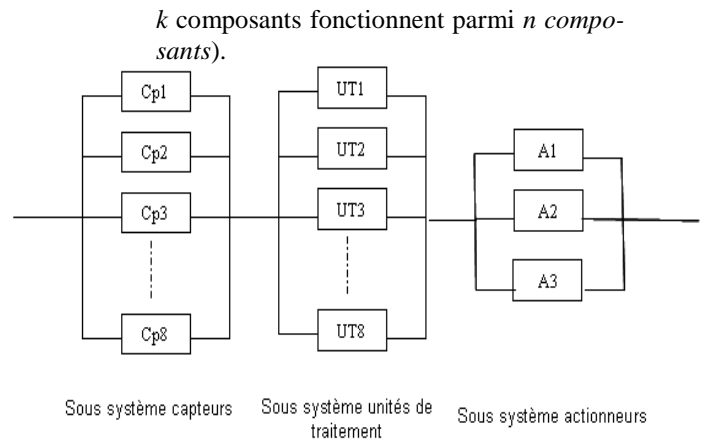 k composants fonctionnent parmi n compo-
sants).
Cp1
Cp2
Cp3
Cp8
UT1
UT2
UT3
UT8
A1
A2
A3
Sous système capteurs
Sous système unités de
traitement
Sous système actionneurs